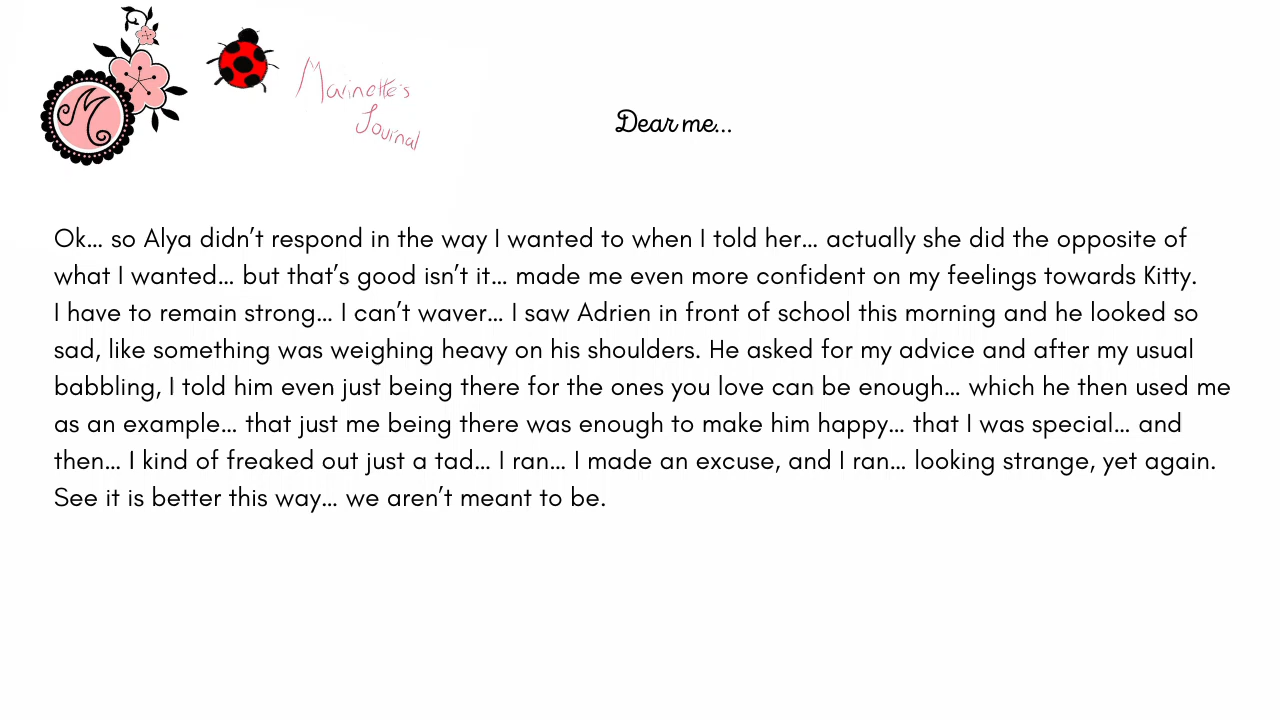 M
Marinette's
Journal
Dear me...
Ok... so Alya didn't respond in the way I wanted to when I told her... actually she did the opposite of
what I wanted... but that's good isn't it... made me even more confident on my feelings towards Kitty.
I have to remain strong... I can't waver... I saw Adrien in front of school this morning and he looked so
sad, like something was weighing heavy on his shoulders. He asked for my advice and after my usual
babbling, I told him even just being there for the ones you love can be enough... which he then used me
as an example... that just me being there was enough to make him happy... that I was special... and
then... I kind of freaked out just a tad... I ran... I made an excuse, and I ran... looking strange, yet again.
See it is better this way... we aren't meant to be.